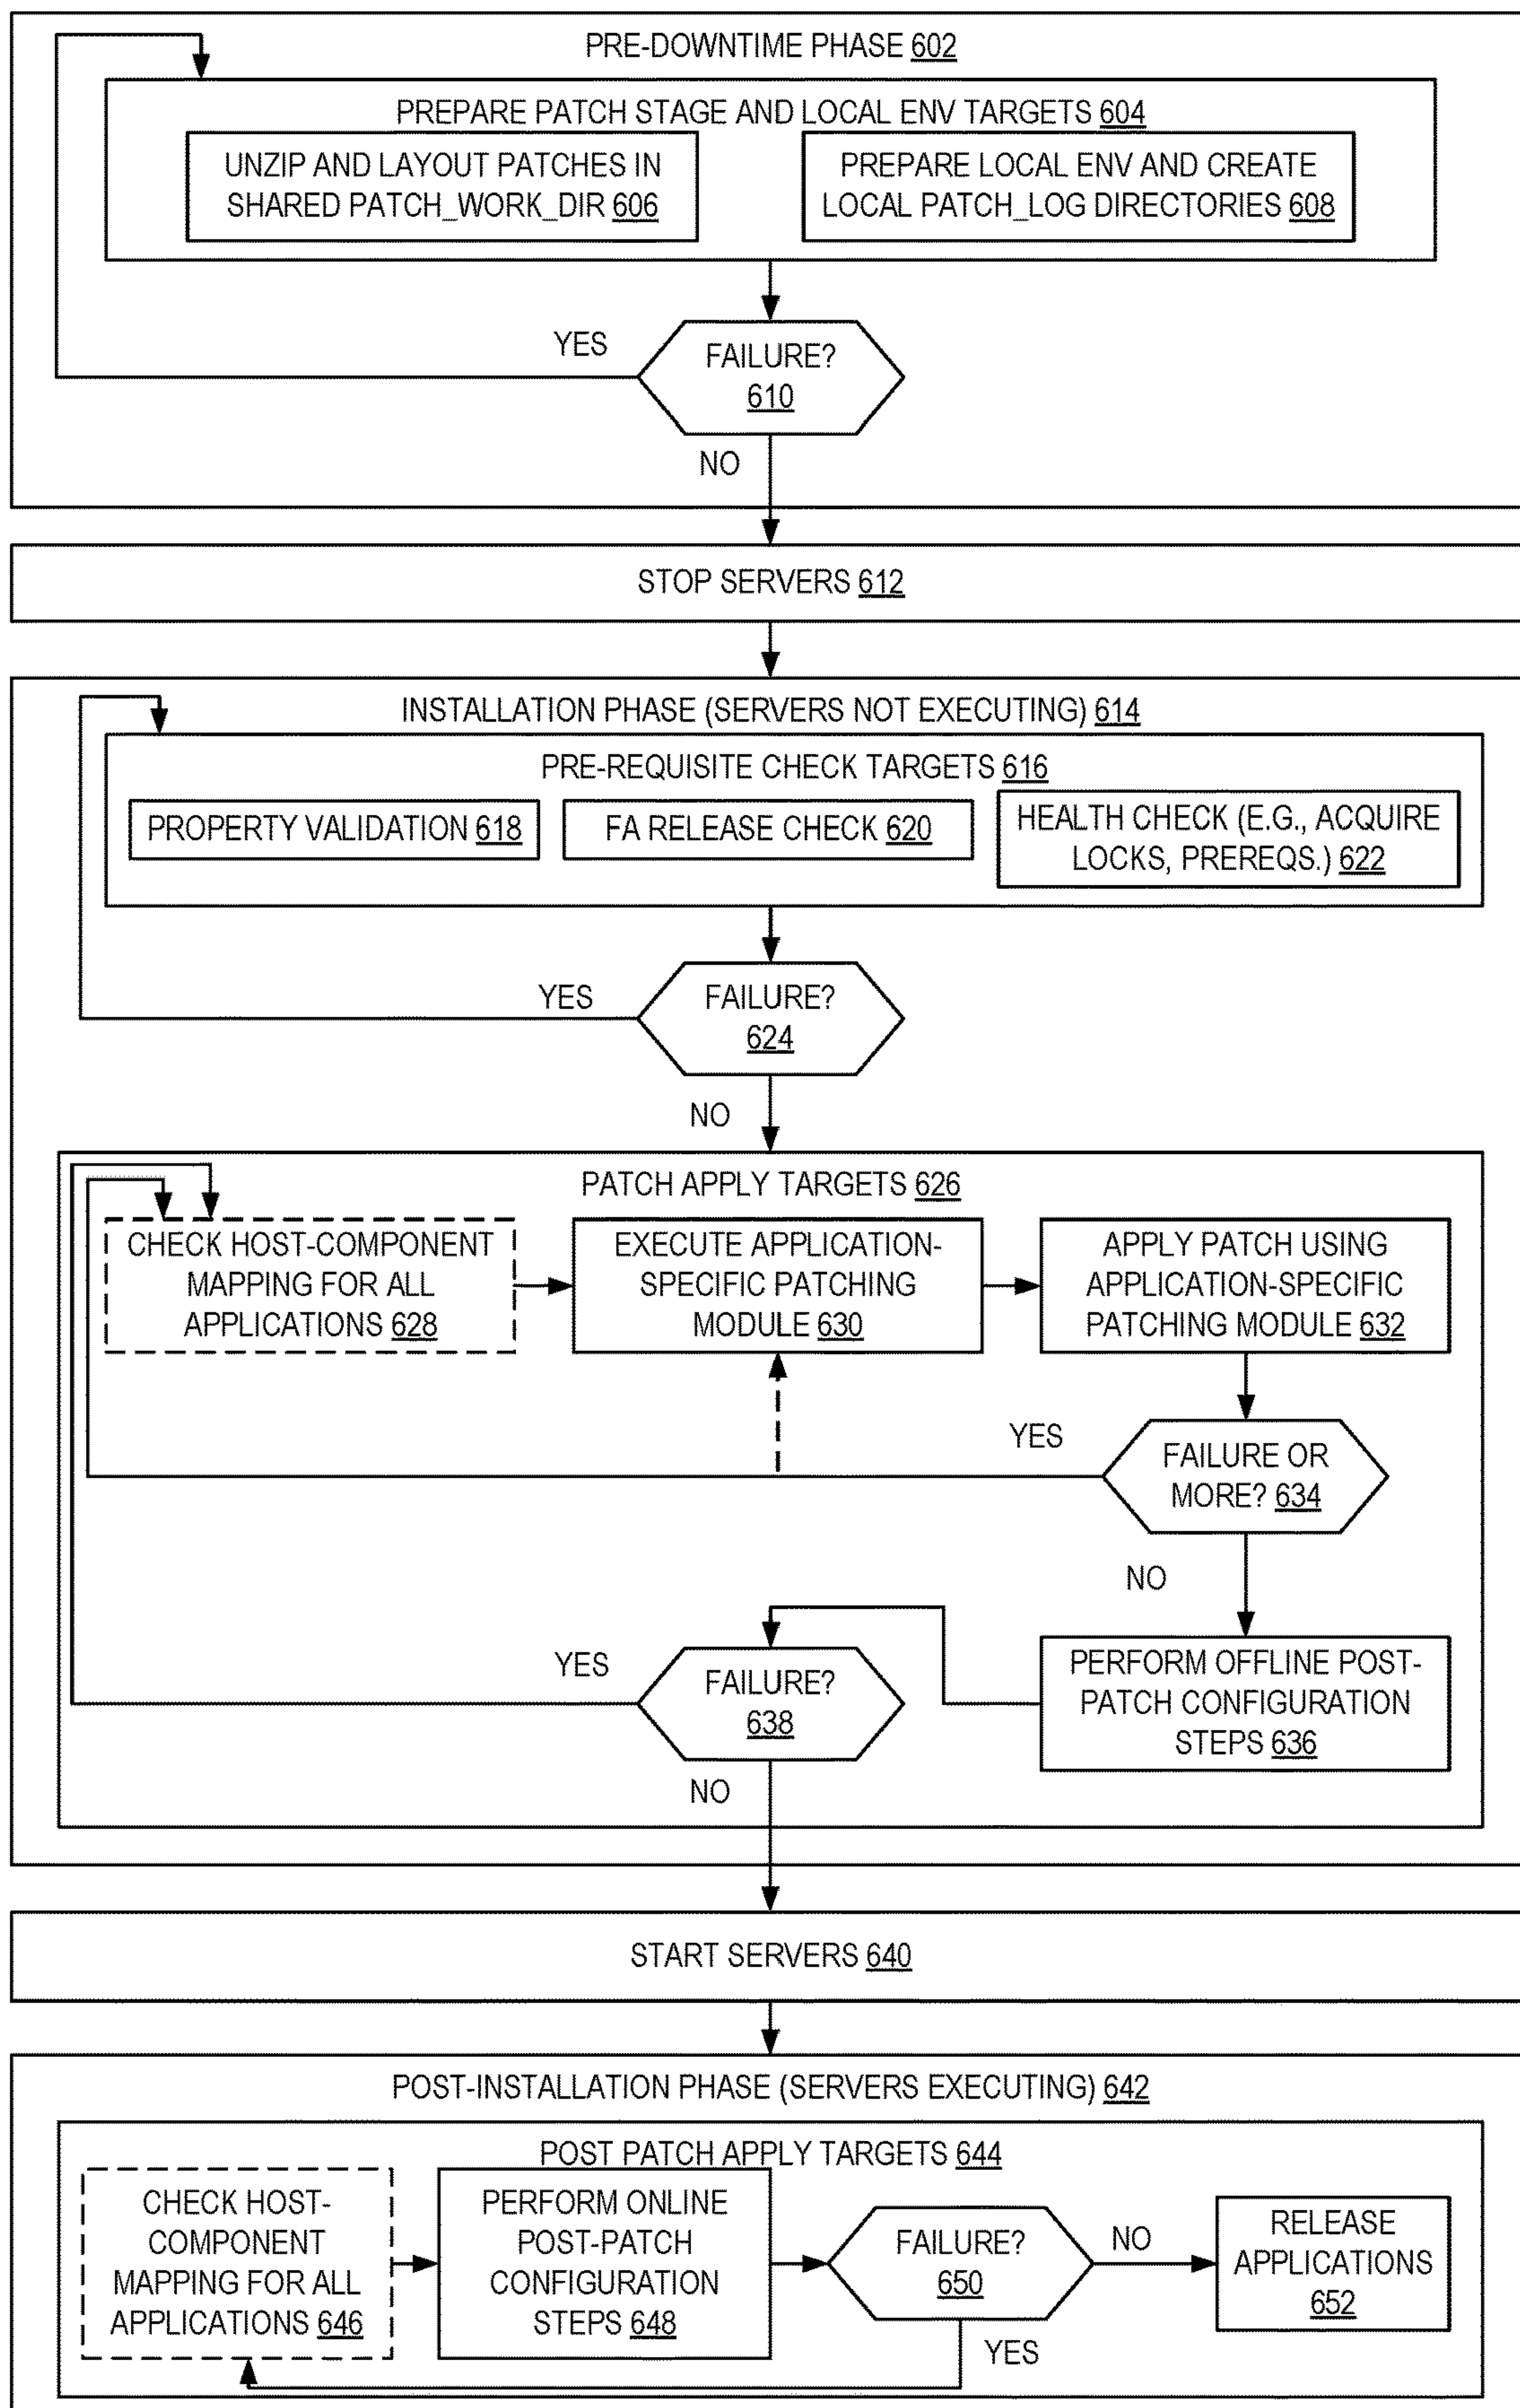 PRE-DOWNTIME PHASE 602
PREPARE PATCH STAGE AND LOCAL ENV TARGETS 604
UNZIP AND LAYOUT PATCHES IN
SHARED PATCH_WORK_DIR 606
PREPARE LOCAL ENV AND CREATE
LOCAL PATCH_LOG DIRECTORIES 608
YES
FAILURE?
610
NO
STOP SERVERS 612
INSTALLATION PHASE (SERVERS NOT EXECUTING) 614
PRE-REQUISITE CHECK TARGETS 616
PROPERTY VALIDATION 618
FA RELEASE CHECK 620
HEALTH CHECK (E.G., ACQUIRE
LOCKS, PREREQS.) 622
YES
FAILURE?
624
NO
PATCH APPLY TARGETS 626
CHECK HOST-COMPONENT
MAPPING FOR ALL
APPLICATIONS 628
EXECUTE APPLICATION-
SPECIFIC PATCHING
MODULE 630
APPLY PATCH USING
APPLICATION-SPECIFIC
PATCHING MODULE 632
YES
FAILURE OR
MORE? 634
NO
PERFORM OFFLINE POST-
PATCH CONFIGURATION
STEPS 636
YES
FAILURE?
638
NO
START SERVERS 640
POST-INSTALLATION PHASE (SERVERS EXECUTING) 642
POST PATCH APPLY TARGETS 644
CHECK HOST-
COMPONENT
MAPPING FOR ALL
APPLICATIONS 646
PERFORM ONLINE
POST-PATCH
CONFIGURATION
STEPS 648
FAILURE?
650
NO
RELEASE
APPLICATIONS
652
YES